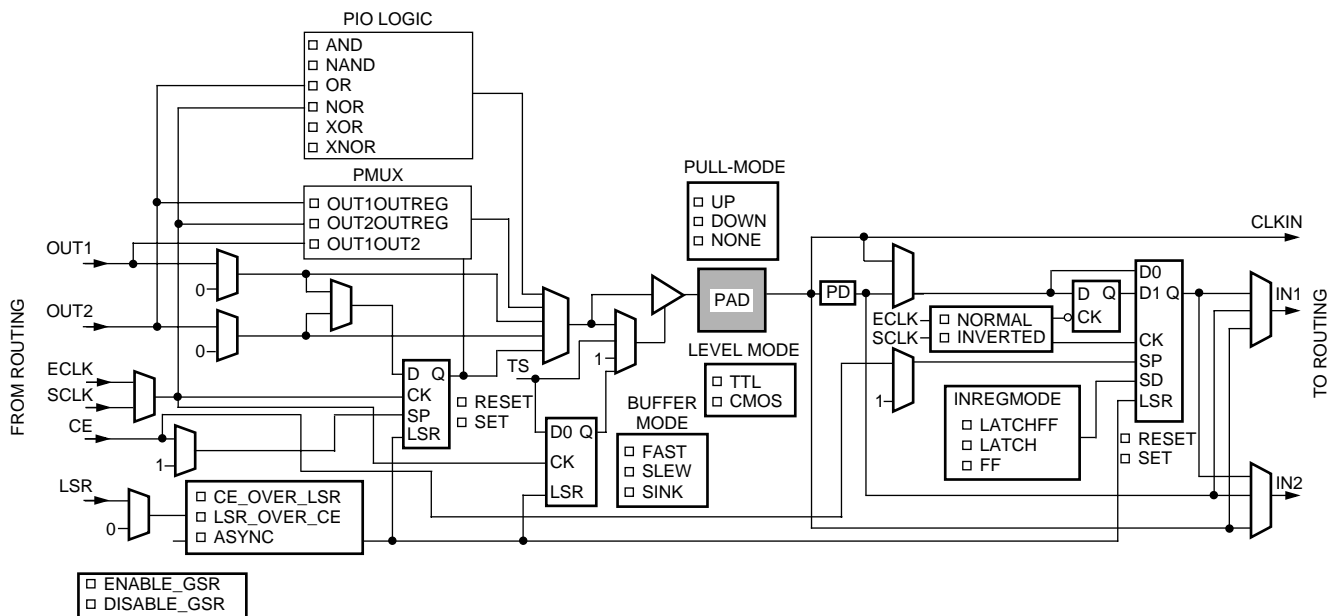 PIO LOGIC
AND
NAND
OR
NOR
XOR
XNOR
PMUX
OUT1OUTREG
OUT2OUTREG
OUT1OUT2
PULL-MODE
UP
DOWN
NONE
CLKIN
OUT1
0
OUT2
0
FROM ROUTING
ECLK
SCLK
CE
1
LSR
0
D Q
CK
SP
LSR
RESET
SET
TS
1
D0 Q
CK
LSR
PAD
LEVEL MODE
TTL
CMOS
BUFFER
MODE
FAST
SLEW
SINK
PD
ECLK
SCLK
NORMAL
INVERTED
1
D Q
CK
D0
D1 Q
CK
SP
SD
LSR
RESET
SET
INREGMODE
LATCHFF
LATCH
FF
IN1
IN2
TO ROUTING
CE_OVER_LSR
LSR_OVER_CE
ASYNC
ENABLE_GSR
DISABLE_GSR